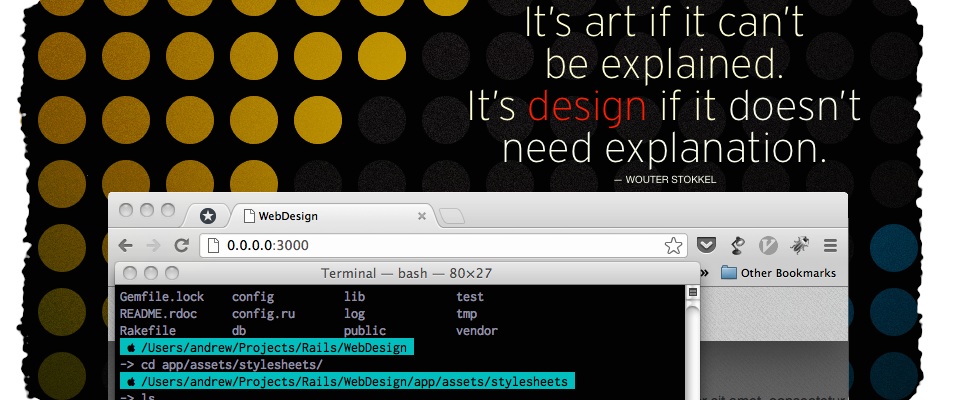 It's art if it can't
be explained.
It's design if it doesn't
need explanation.
— WOUTER STOKKEL
WebDesign
0.0.0.0:3000
» Other Bookmarks
Terminal — bash — 80×27
Gemfile.lock config lib test
README.rdoc config.ru log tmp
Rakefile db public vendor
/Users/andrew/Projects/Rails/WebDesign
-> cd app/assets/stylesheets/
/Users/andrew/Projects/Rails/WebDesign/app/assets/stylesheets
-> ls
sit amet, consectetur